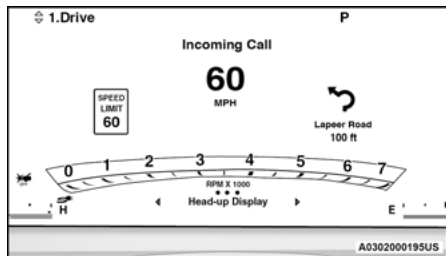 1.Drive
P
Incoming Call
60
MPH
SPEED
LIMIT
60
Lapeer Road
100 ft
0 1 2 3 4 5 6 7
RPM X 1000
Head-up Display
H
E
A0302000195US